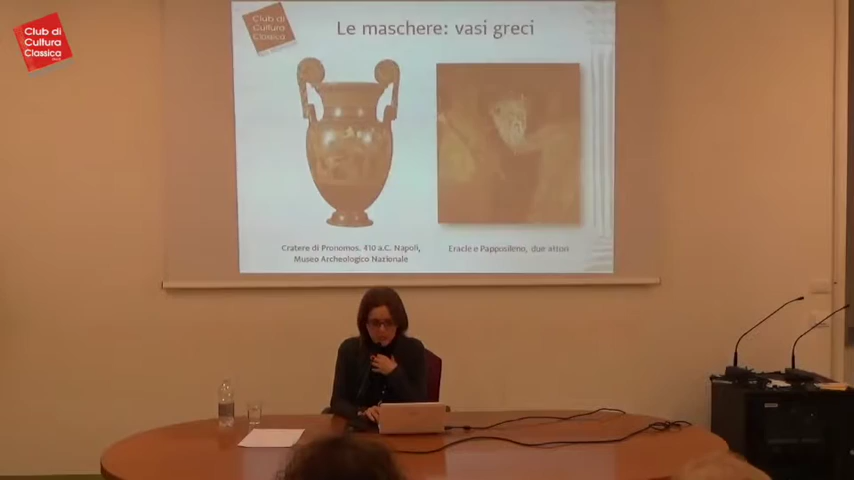 Club di
Cultura
Classica
Club di
Cultura
Classica
Le maschere: vasi greci
Cratere di Pronomos. 410 a.C. Napoli,
Museo Archeologico Nazionale
Eracle e Papposileno, due attori